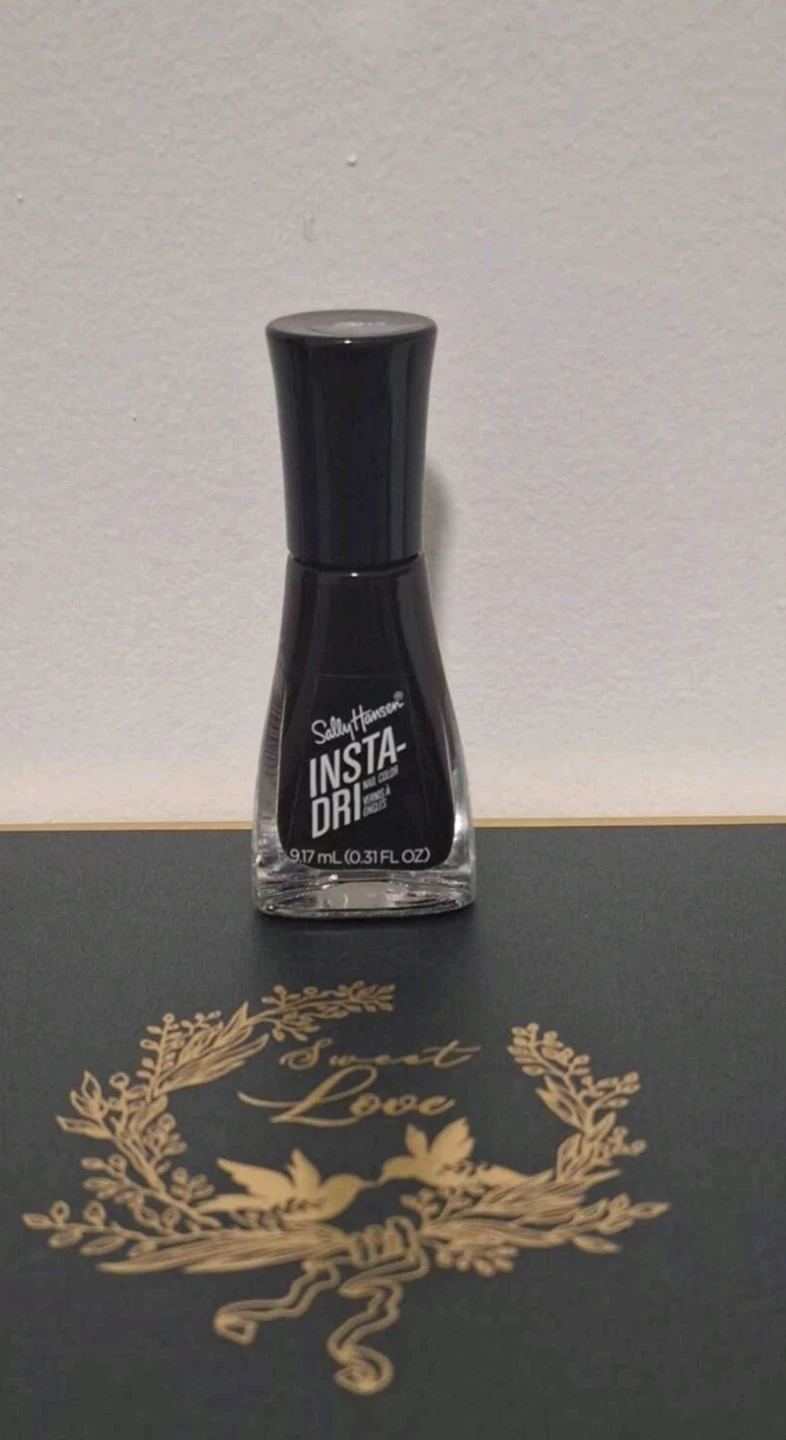 Sally Hansen®
INSTA-
DRI
NAIL COLOR
VERNIS À
ONGLES
9.17 mL (0.31 FL OZ)
Sweet
Love